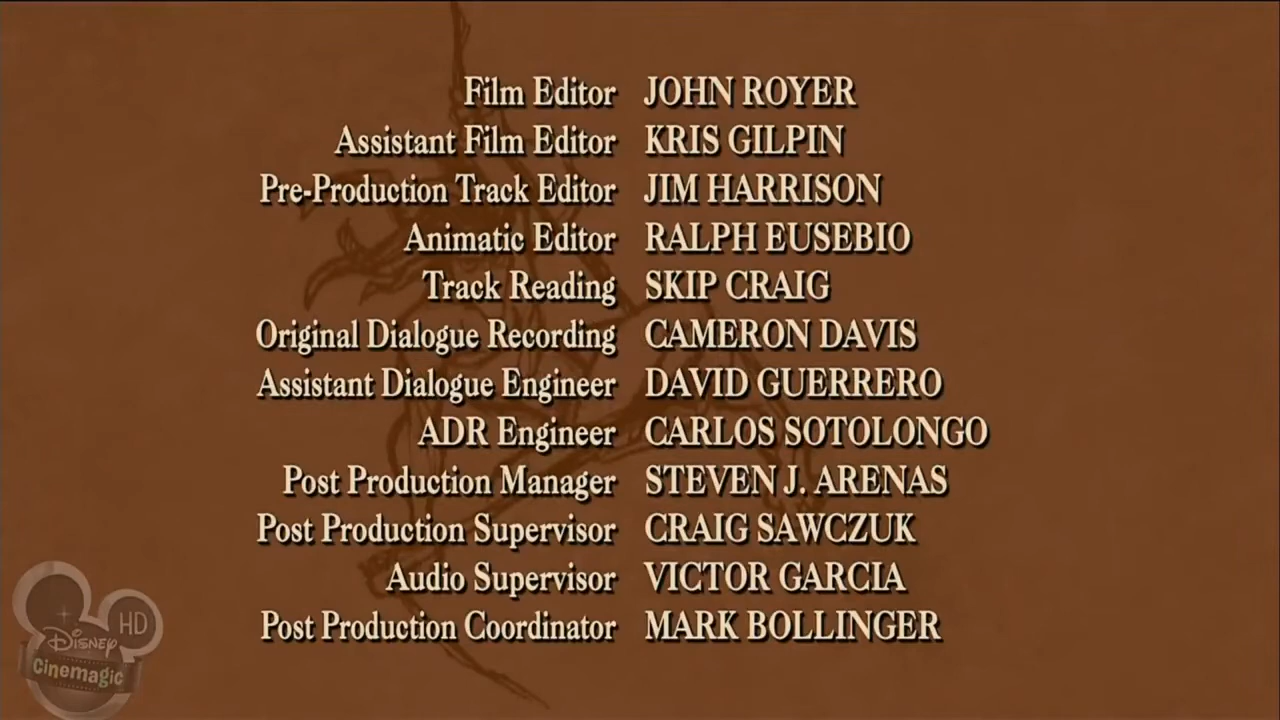 Film Editor JOHN ROYER
Assistant Film Editor KRIS GILPIN
Pre-Production Track Editor JIM HARRISON
Animatic Editor RALPH EUSEBIO
Track Reading SKIP CRAIG
Original Dialogue Recording CAMERON DAVIS
Assistant Dialogue Engineer DAVID GUERRERO
ADR Engineer CARLOS SOTOLONGO
Post Production Manager STEVEN J. ARENAS
Post Production Supervisor CRAIG SAWCZUK
Audio Supervisor VICTOR GARCIA
Post Production Coordinator MARK BOLLINGER
HD
DISNEY
Cinemagic